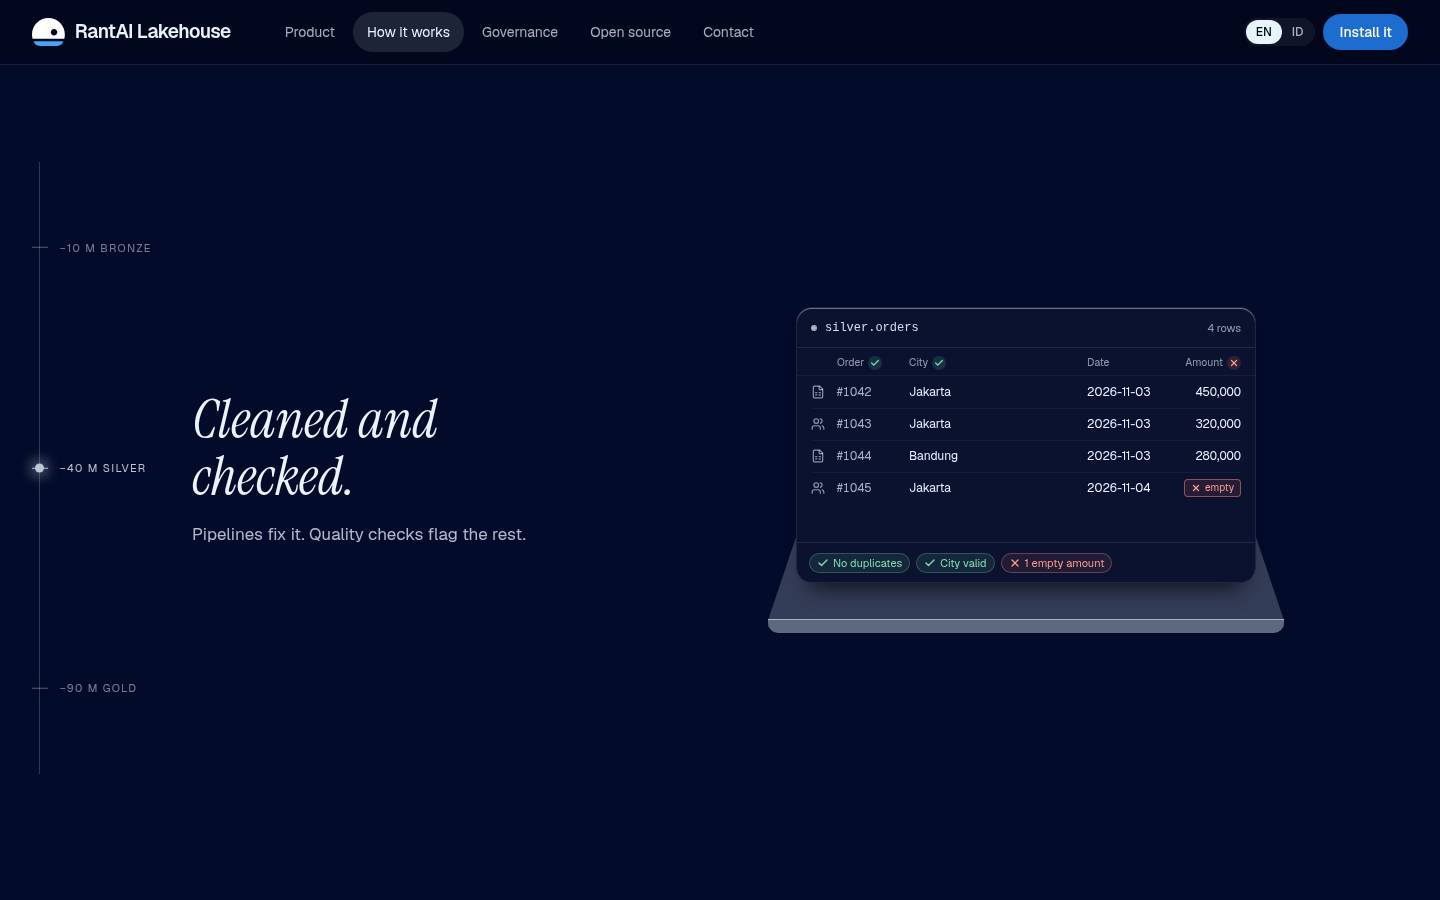 RantAI Lakehouse
Product
How it works
Governance
Open source
Contact
EN
ID
Install it
−10 M BRONZE
−40 M SILVER
−90 M GOLD
Cleaned and
checked.
Pipelines fix it. Quality checks flag the rest.
silver.orders
4 rows
Order City Date Amount
#1042 Jakarta 2026-11-03 450,000
#1043 Jakarta 2026-11-03 320,000
#1044 Bandung 2026-11-03 280,000
#1045 Jakarta 2026-11-04 empty
No duplicates
City valid
1 empty amount